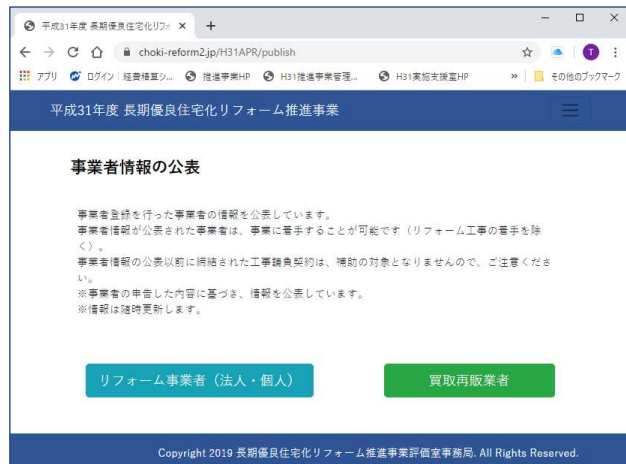 平成31年度 長期優良住宅化リフォ
choki-reform2.jp/H31APR/publish
T
アプリ
ログイン | 経費積算シ...
推進事業HP
H31推進事業管理...
H31実施支援室HP
»
その他のブックマーク
平成31年度 長期優良住宅化リフォーム推進事業
事業者情報の公表
事業者登録を行った事業者の情報を公表しています。
事業者情報が公表された事業者は、事業に着手することが可能です（リフォーム工事の着手を除
く）。
事業者情報の公表以前に締結された工事請負契約は、補助の対象となりませんので、ご注意くださ
い。
※事業者の申告した内容に基づき、情報を公表しています。
※情報は随時更新します。
リフォーム事業者（法人・個人）
買取再販業者
Copyright 2019 長期優良住宅化リフォーム推進事業評価室事務局. All Rights Reserved.